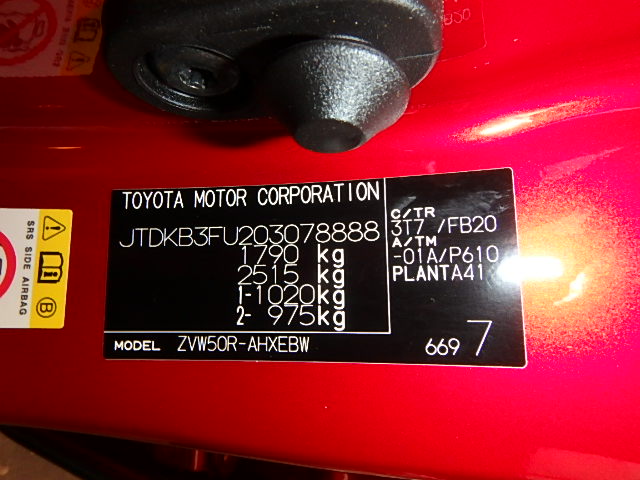 TOYOTA MOTOR CORPORATION
JTDKB3FU203078888
1790 kg
2515 kg
1-1020kg
2- 975kg
MODEL ZVW50R-AHXEBW
C/TR
3T7 /FB20
A/TM
-01A/P610
PLANTA41
669 7
SRS SIDE AIRBAG
B